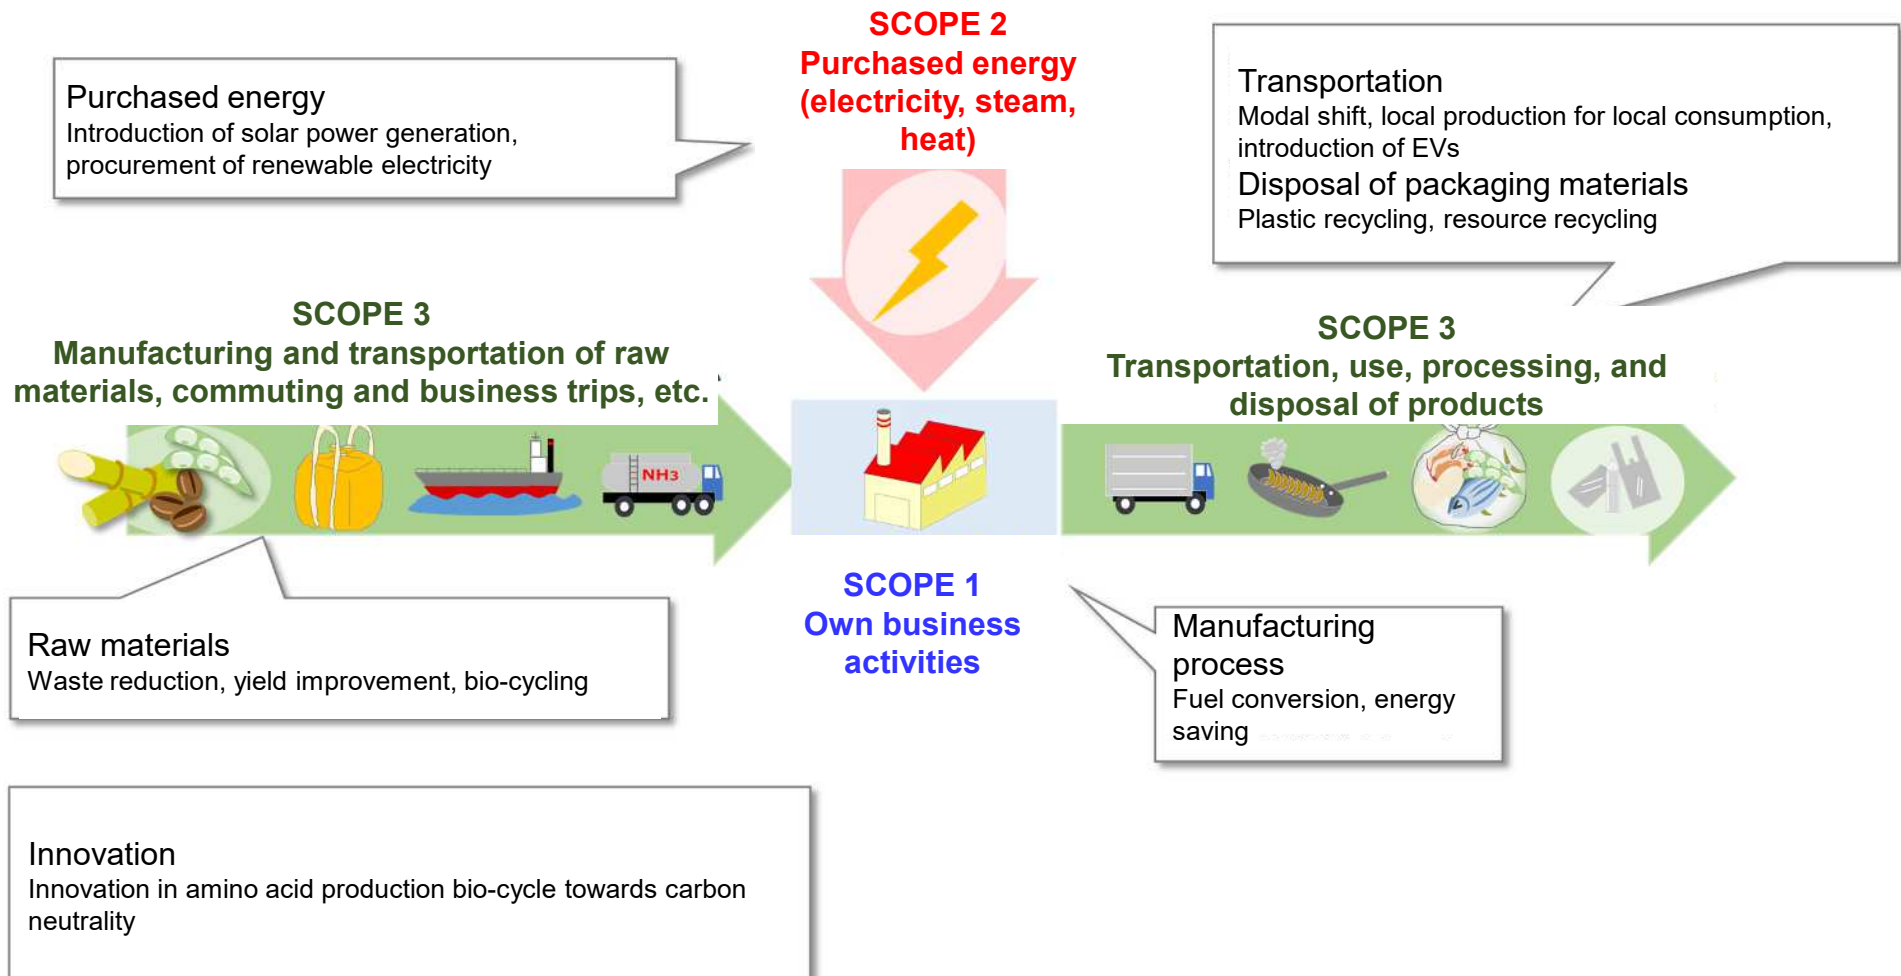 SCOPE 2
Purchased energy
(electricity, steam,
heat)
Purchased energy
Introduction of solar power generation,
procurement of renewable electricity
Transportation
Modal shift, local production for local consumption,
introduction of EVs
Disposal of packaging materials
Plastic recycling, resource recycling
SCOPE 3
Manufacturing and transportation of raw
materials, commuting and business trips, etc.
SCOPE 3
Transportation, use, processing, and
disposal of products
NH3
SCOPE 1
Own business
activities
Raw materials
Waste reduction, yield improvement, bio-cycling
Manufacturing
process
Fuel conversion, energy
saving
Innovation
Innovation in amino acid production bio-cycle towards carbon
neutrality